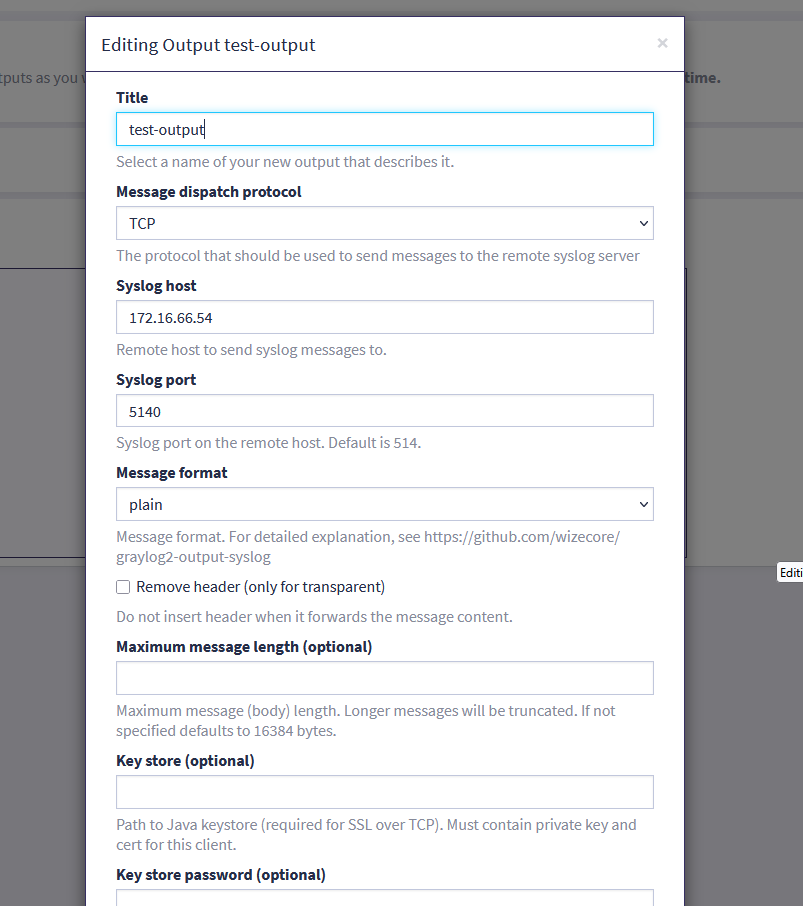 Editing Output test-output
×
tputs as you
time.
Title
test-output
Select a name of your new output that describes it.
Message dispatch protocol
TCP
The protocol that should be used to send messages to the remote syslog server
Syslog host
172.16.66.54
Remote host to send syslog messages to.
Syslog port
5140
Syslog port on the remote host. Default is 514.
Message format
plain
Message format. For detailed explanation, see https://github.com/wizecore/
graylog2-output-syslog
Editi
Remove header (only for transparent)
Do not insert header when it forwards the message content.
Maximum message length (optional)
Maximum message (body) length. Longer messages will be truncated. If not
specified defaults to 16384 bytes.
Key store (optional)
Path to Java keystore (required for SSL over TCP). Must contain private key and
cert for this client.
Key store password (optional)